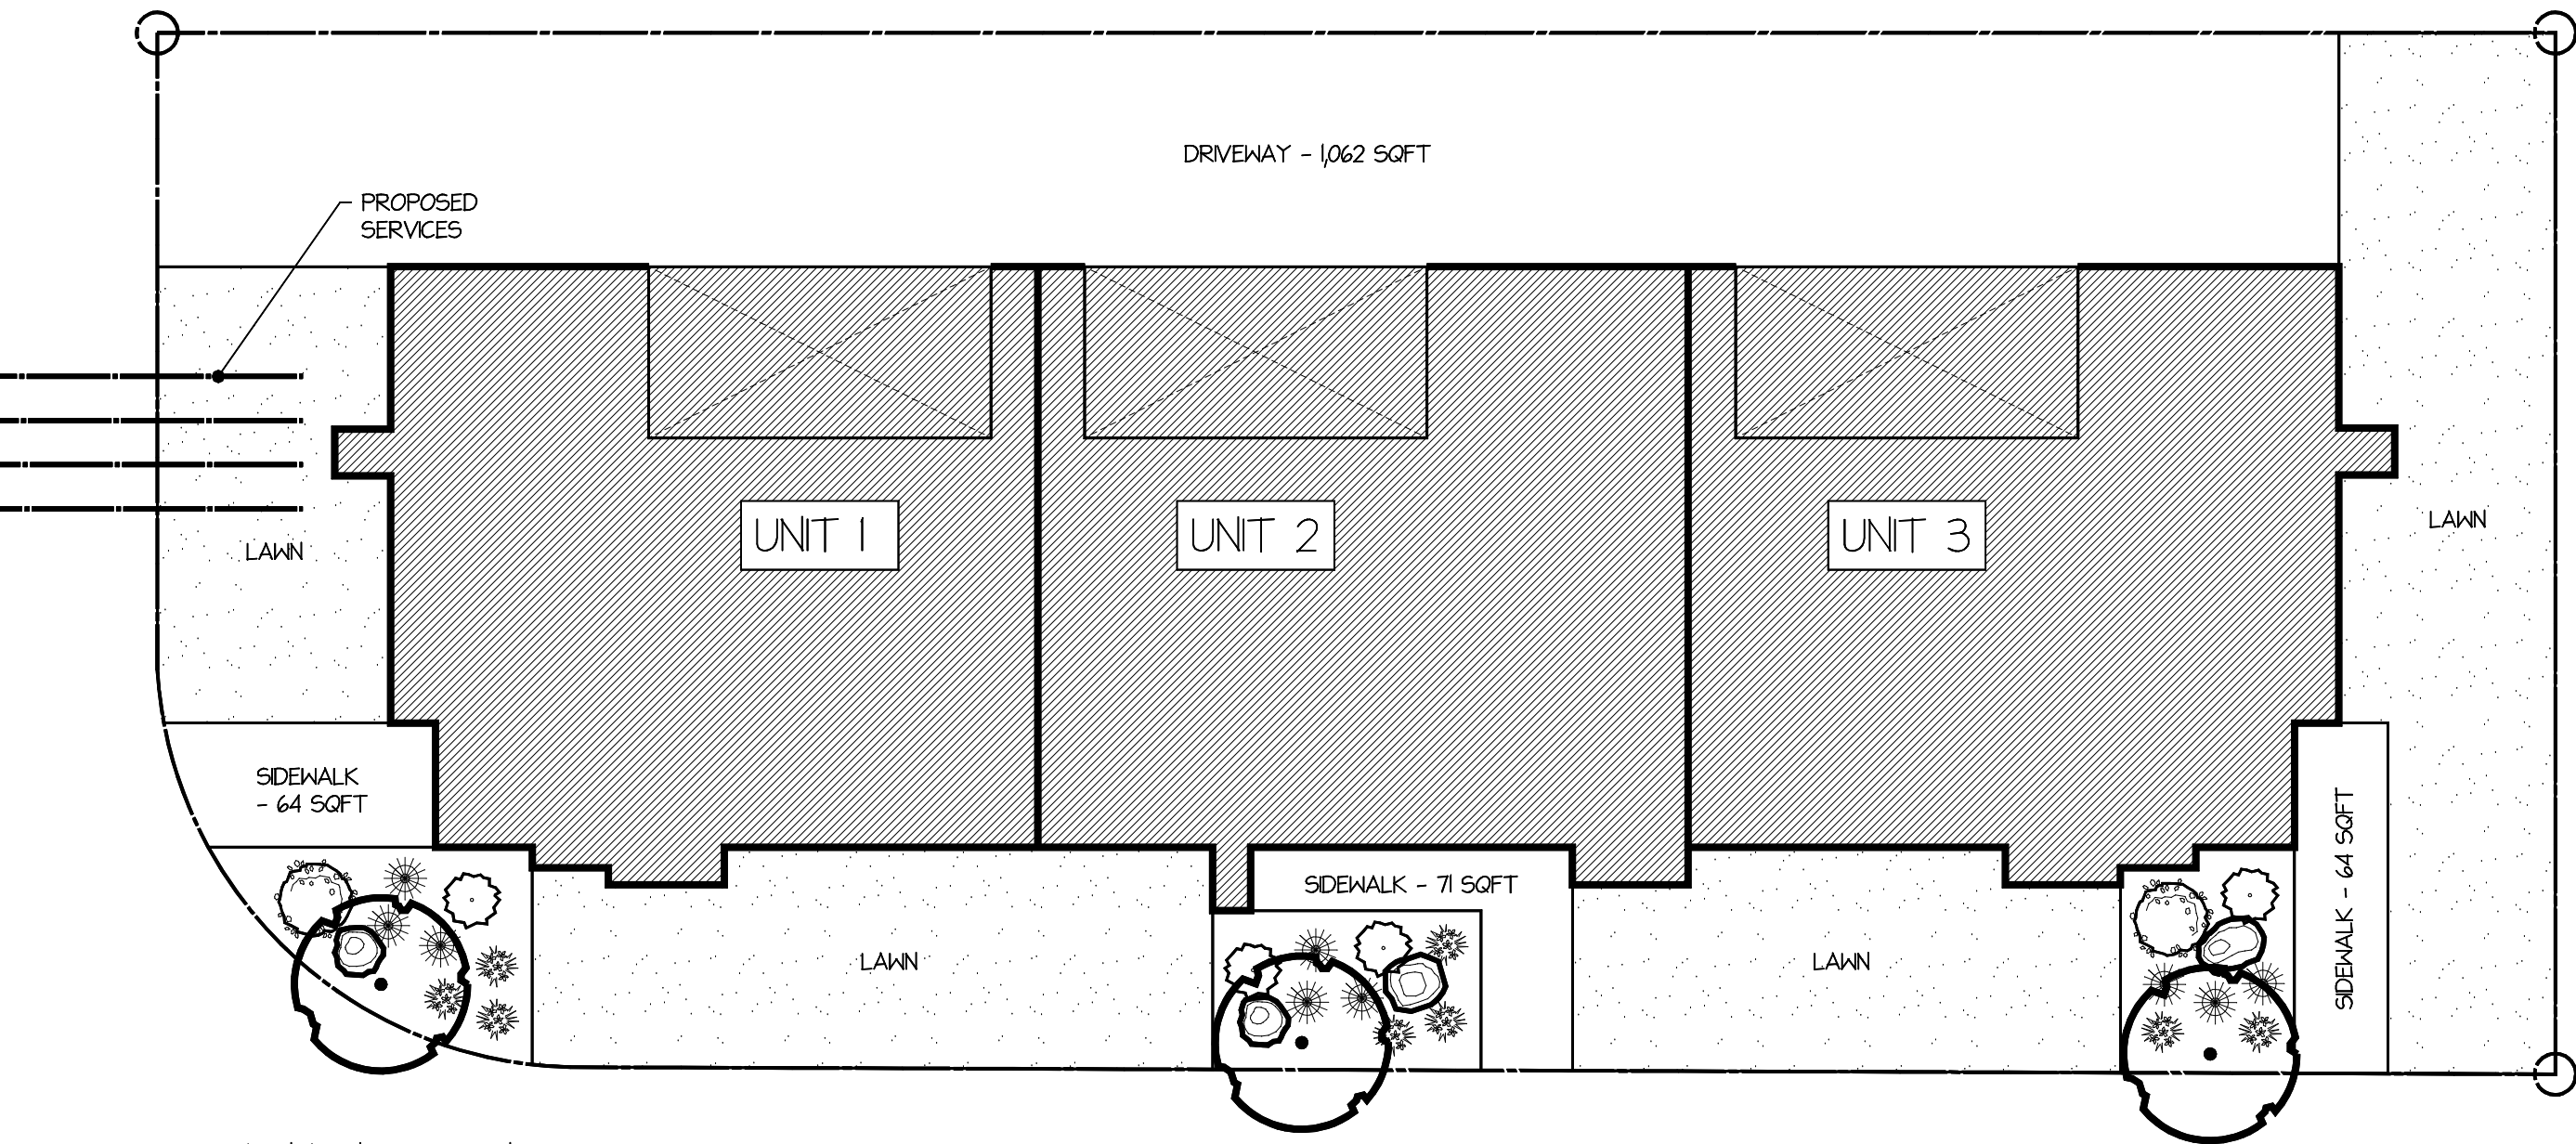 DRIVEWAY - 1,062 SQFT
PROPOSED
SERVICES
UNIT 1
UNIT 2
UNIT 3
LAWN
LAWN
SIDEWALK
- 64 SQFT
SIDEWALK - 71 SQFT
SIDEWALK - 64 SQFT
LAWN
LAWN